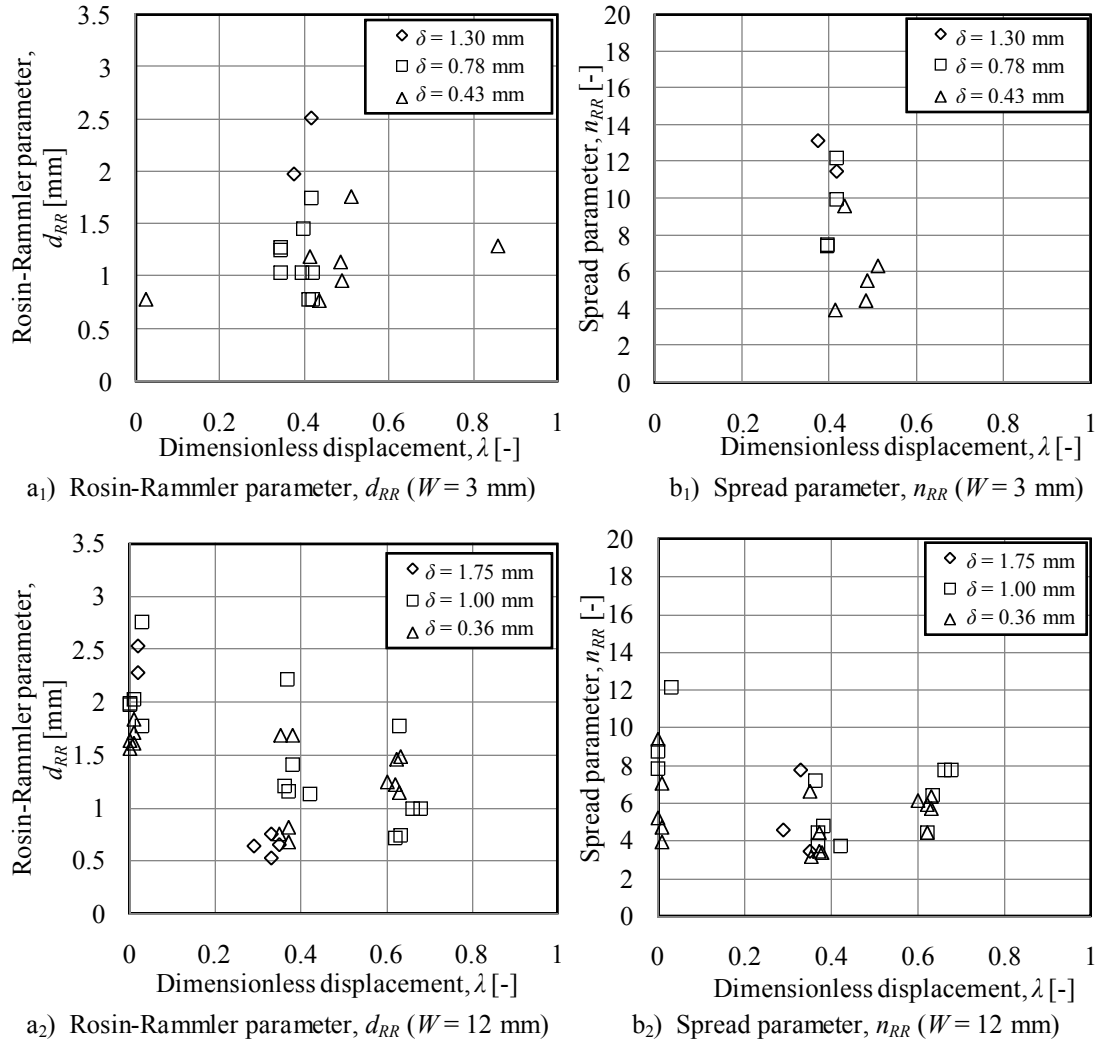 3.5
3
2.5
2
1.5
1
0.5
0
Rosin-Rammler parameter,
d_RR [mm]
δ = 1.30 mm
δ = 0.78 mm
δ = 0.43 mm
0 0.2 0.4 0.6 0.8 1
Dimensionless displacement, λ [-]
a₁) Rosin-Rammler parameter, d_RR (W = 3 mm)
20
18
16
14
12
10
8
6
4
2
0
Spread parameter, n_RR [-]
δ = 1.30 mm
δ = 0.78 mm
δ = 0.43 mm
0 0.2 0.4 0.6 0.8 1
Dimensionless displacement, λ [-]
b₁) Spread parameter, n_RR (W = 3 mm)
3.5
3
2.5
2
1.5
1
0.5
0
Rosin-Rammler parameter,
d_RR [mm]
δ = 1.75 mm
δ = 1.00 mm
δ = 0.36 mm
0 0.2 0.4 0.6 0.8 1
Dimensionless displacement, λ [-]
a₂) Rosin-Rammler parameter, d_RR (W = 12 mm)
20
18
16
14
12
10
8
6
4
2
0
Spread parameter, n_RR [-]
δ = 1.75 mm
δ = 1.00 mm
δ = 0.36 mm
0 0.2 0.4 0.6 0.8 1
Dimensionless displacement, λ [-]
b₂) Spread parameter, n_RR (W = 12 mm)